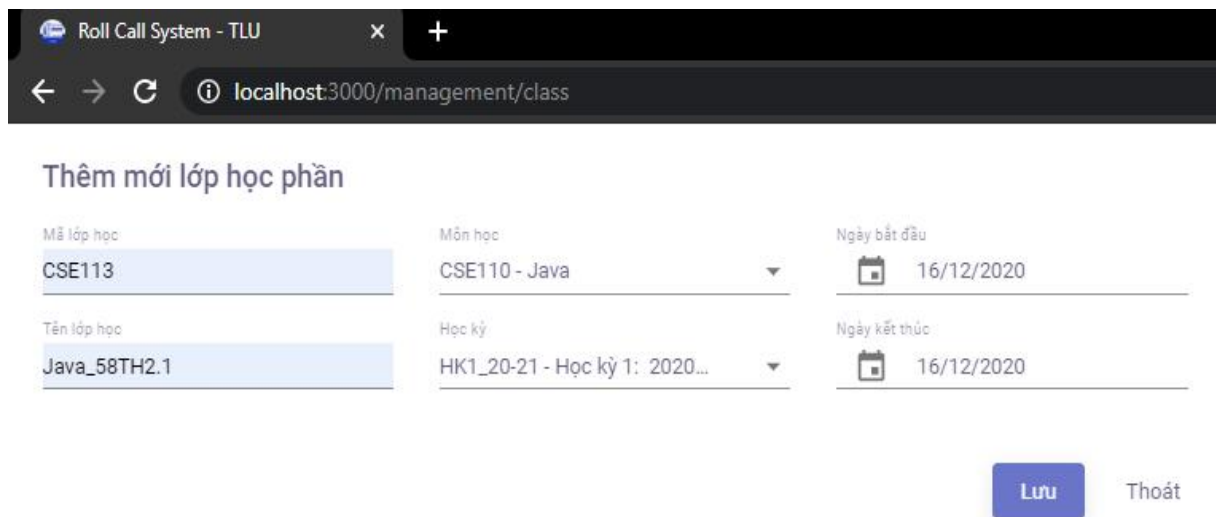 Roll Call System - TLU
localhost:3000/management/class
Thêm mới lớp học phần
Mã lớp học Môn học Ngày bắt đầu
CSE113 CSE110 - Java 16/12/2020
Tên lớp học Học kỳ Ngày kết thúc
Java_58TH2.1 HK1_20-21 - Học kỳ 1: 2020... 16/12/2020
Lưu Thoát